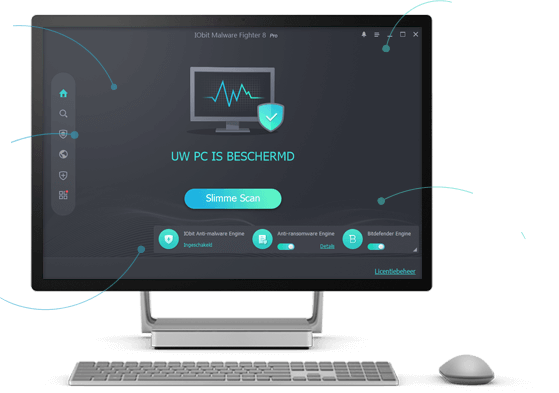 IObit Malware Fighter 8 Pro
UW PC IS BESCHERMD
Slimme Scan
IObit Anti-malware Engine
Ingeschakeld
Anti-ransomware Engine
Details
Bitdefender Engine
Licentiebeheer